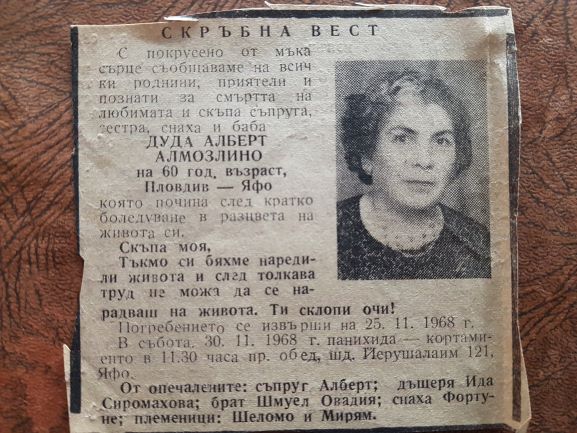 СКРЪБНА ВЕСТ
С покрусено от мъка
сърце съобщаваме на всич
ки роднини, приятели и
познати за смъртта на
любимата и скъпа съпруга,
сестра, снаха и баба
ДУДА АЛБЕРТ
АЛМОЗЛИНО
на 60 год. възраст,
Пловдив — Яфо
която почина след кратко
боледуване в разцвета на
живота си.
Скъпа моя,
Тъкмо си бяхме нареди-
ли живота и след толкава
труд не можа да се на-
радваш на живота. Ти склопи очи!
Погребението се извърши на 25. 11. 1968 г.
В събота. 30. 11. 1968 г. панихида — кортами-
енто в 11.30 часа пр. обед, шд. Иерушалаим 121,
Яфо.
От опечалените: съпруг Алберт; дъщеря Ида
Сиромахова; брат Шмуел Овадия; снаха Форту-
не; племеници: Шеломо и Мирям.